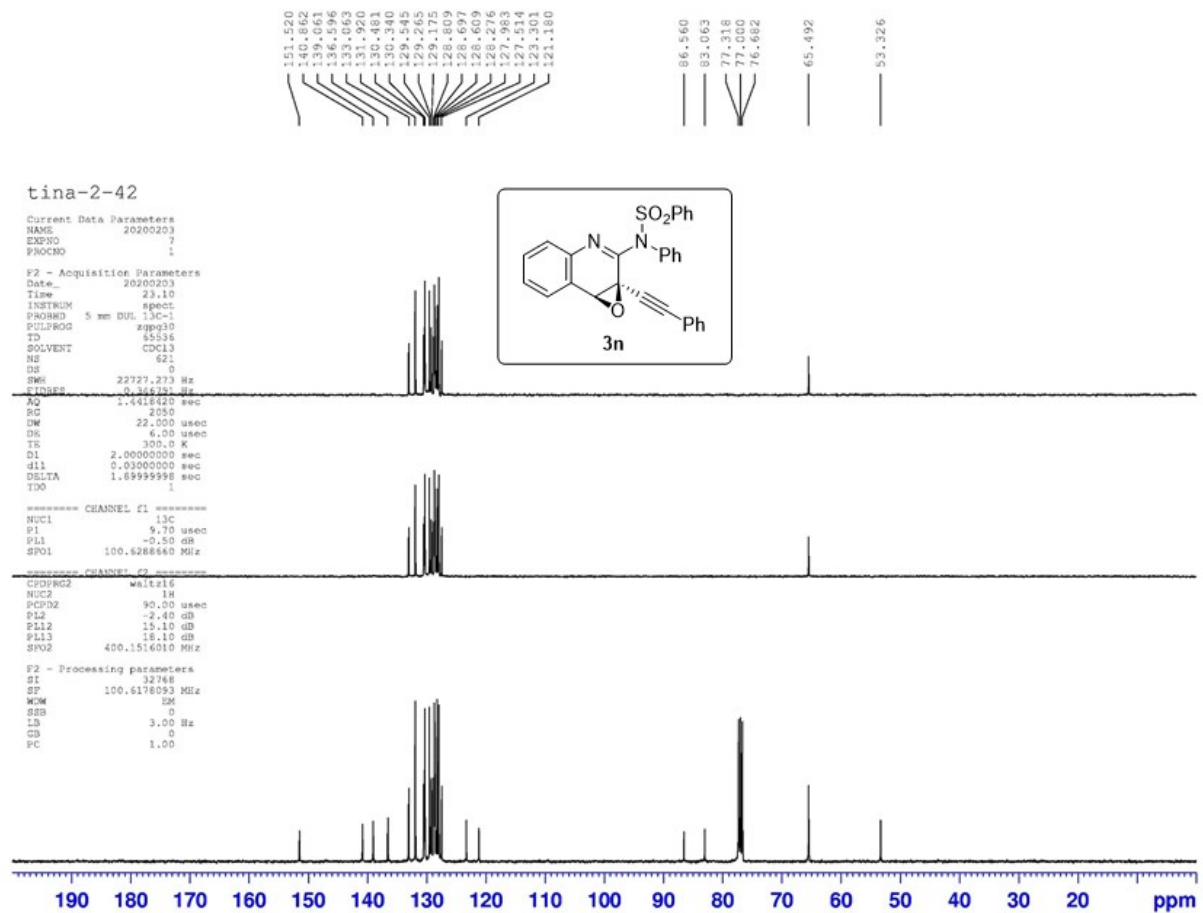 151.520
140.862
139.061
136.596
133.063
131.920
130.481
130.340
129.545
129.265
129.175
128.809
128.697
128.609
128.276
127.983
127.514
123.301
121.180
86.560
83.063
77.318
77.000
76.682
65.492
53.326
tina-2-42
Current Data Parameters
NAME 20200203
EXPNO 7
PROCNO 1
F2 - Acquisition Parameters
Date_ 20200203
Time 23.10
INSTRUM spect
PROBHD 5 mm DUL 13C-1
PULPROG zgpg30
TD 65536
SOLVENT CDCl3
NS 621
DS 0
SWH 22727.273 Hz
FIDRES 0.346791 Hz
AQ 1.4418420 sec
RG 2050
DW 22.000 usec
DE 6.00 usec
TE 300.0 K
D1 2.00000000 sec
d11 0.03000000 sec
DELTA 1.89999998 sec
TD0 1
======== CHANNEL f1 ========
NUC1 13C
P1 9.70 usec
PL1 -0.50 dB
SFO1 100.6288660 MHz
======== CHANNEL f2 ========
CPDPRG2 waltz16
NUC2 1H
PCPD2 90.00 usec
PL2 -2.40 dB
PL12 15.10 dB
PL13 18.10 dB
SFO2 400.1516010 MHz
F2 - Processing parameters
SI 32768
SF 100.6178093 MHz
WDW EM
SSB 0
LB 3.00 Hz
GB 0
PC 1.00
SO2Ph
N
N
Ph
O
Ph
3n
190 180 170 160 150 140 130 120 110 100 90 80 70 60 50 40 30 20 ppm